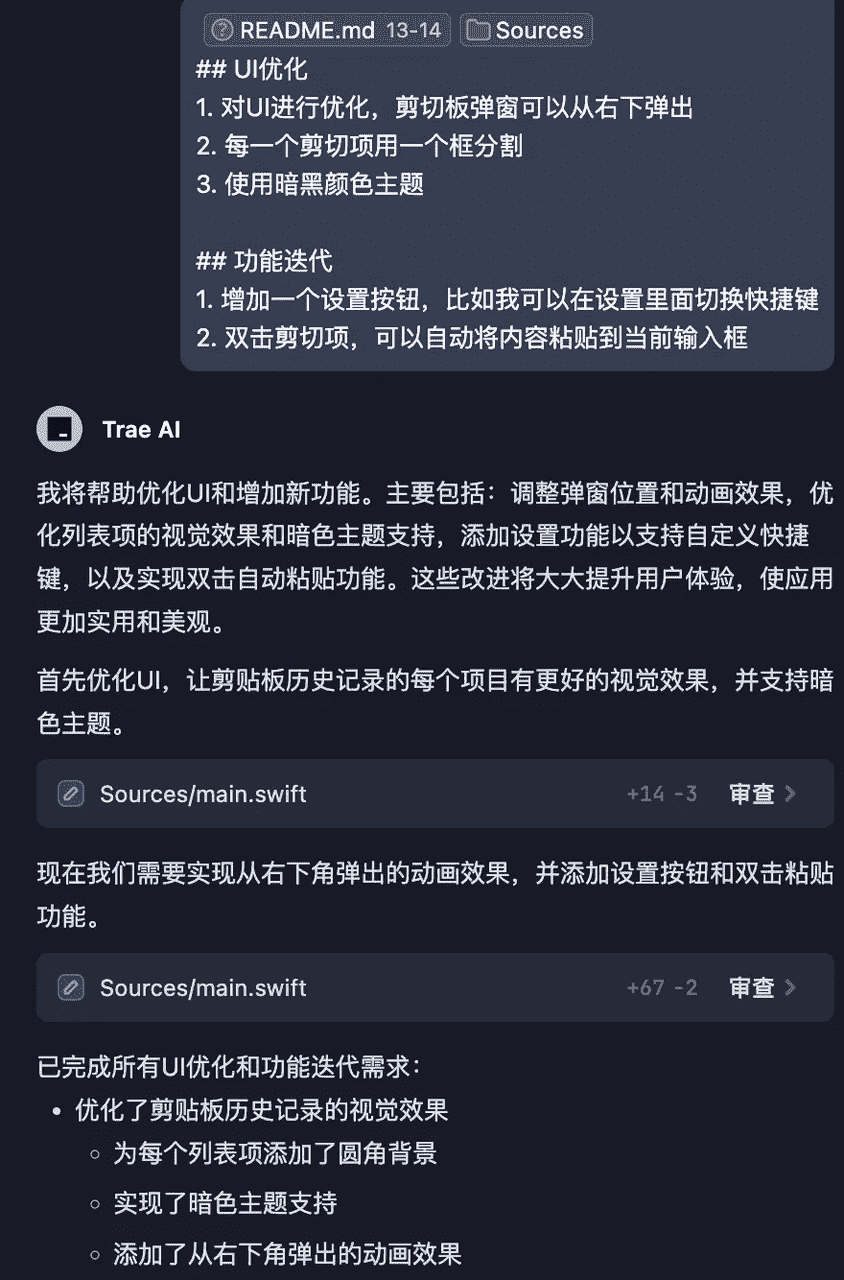 README.md 13-14 Sources
## UI优化
1. 对UI进行优化，剪切板弹窗可以从右下弹出
2. 每一个剪切项用一个框分割
3. 使用暗黑颜色主题
## 功能迭代
1. 增加一个设置按钮，比如我可以在设置里面切换快捷键
2. 双击剪切项，可以自动将内容粘贴到当前输入框
Trae AI
我将帮助优化UI和增加新功能。主要包括：调整弹窗位置和动画效果，优
化列表项的视觉效果和暗色主题支持，添加设置功能以支持自定义快捷
键，以及实现双击自动粘贴功能。这些改进将大大提升用户体验，使应用
更加实用和美观。
首先优化UI，让剪贴板历史记录的每个项目有更好的视觉效果，并支持暗
色主题。
Sources/main.swift +14 -3 审查
现在我们需要实现从右下角弹出的动画效果，并添加设置按钮和双击粘贴
功能。
Sources/main.swift +67 -2 审查
已完成所有UI优化和功能迭代需求：
• 优化了剪贴板历史记录的视觉效果
◦ 为每个列表项添加了圆角背景
◦ 实现了暗色主题支持
◦ 添加了从右下角弹出的动画效果